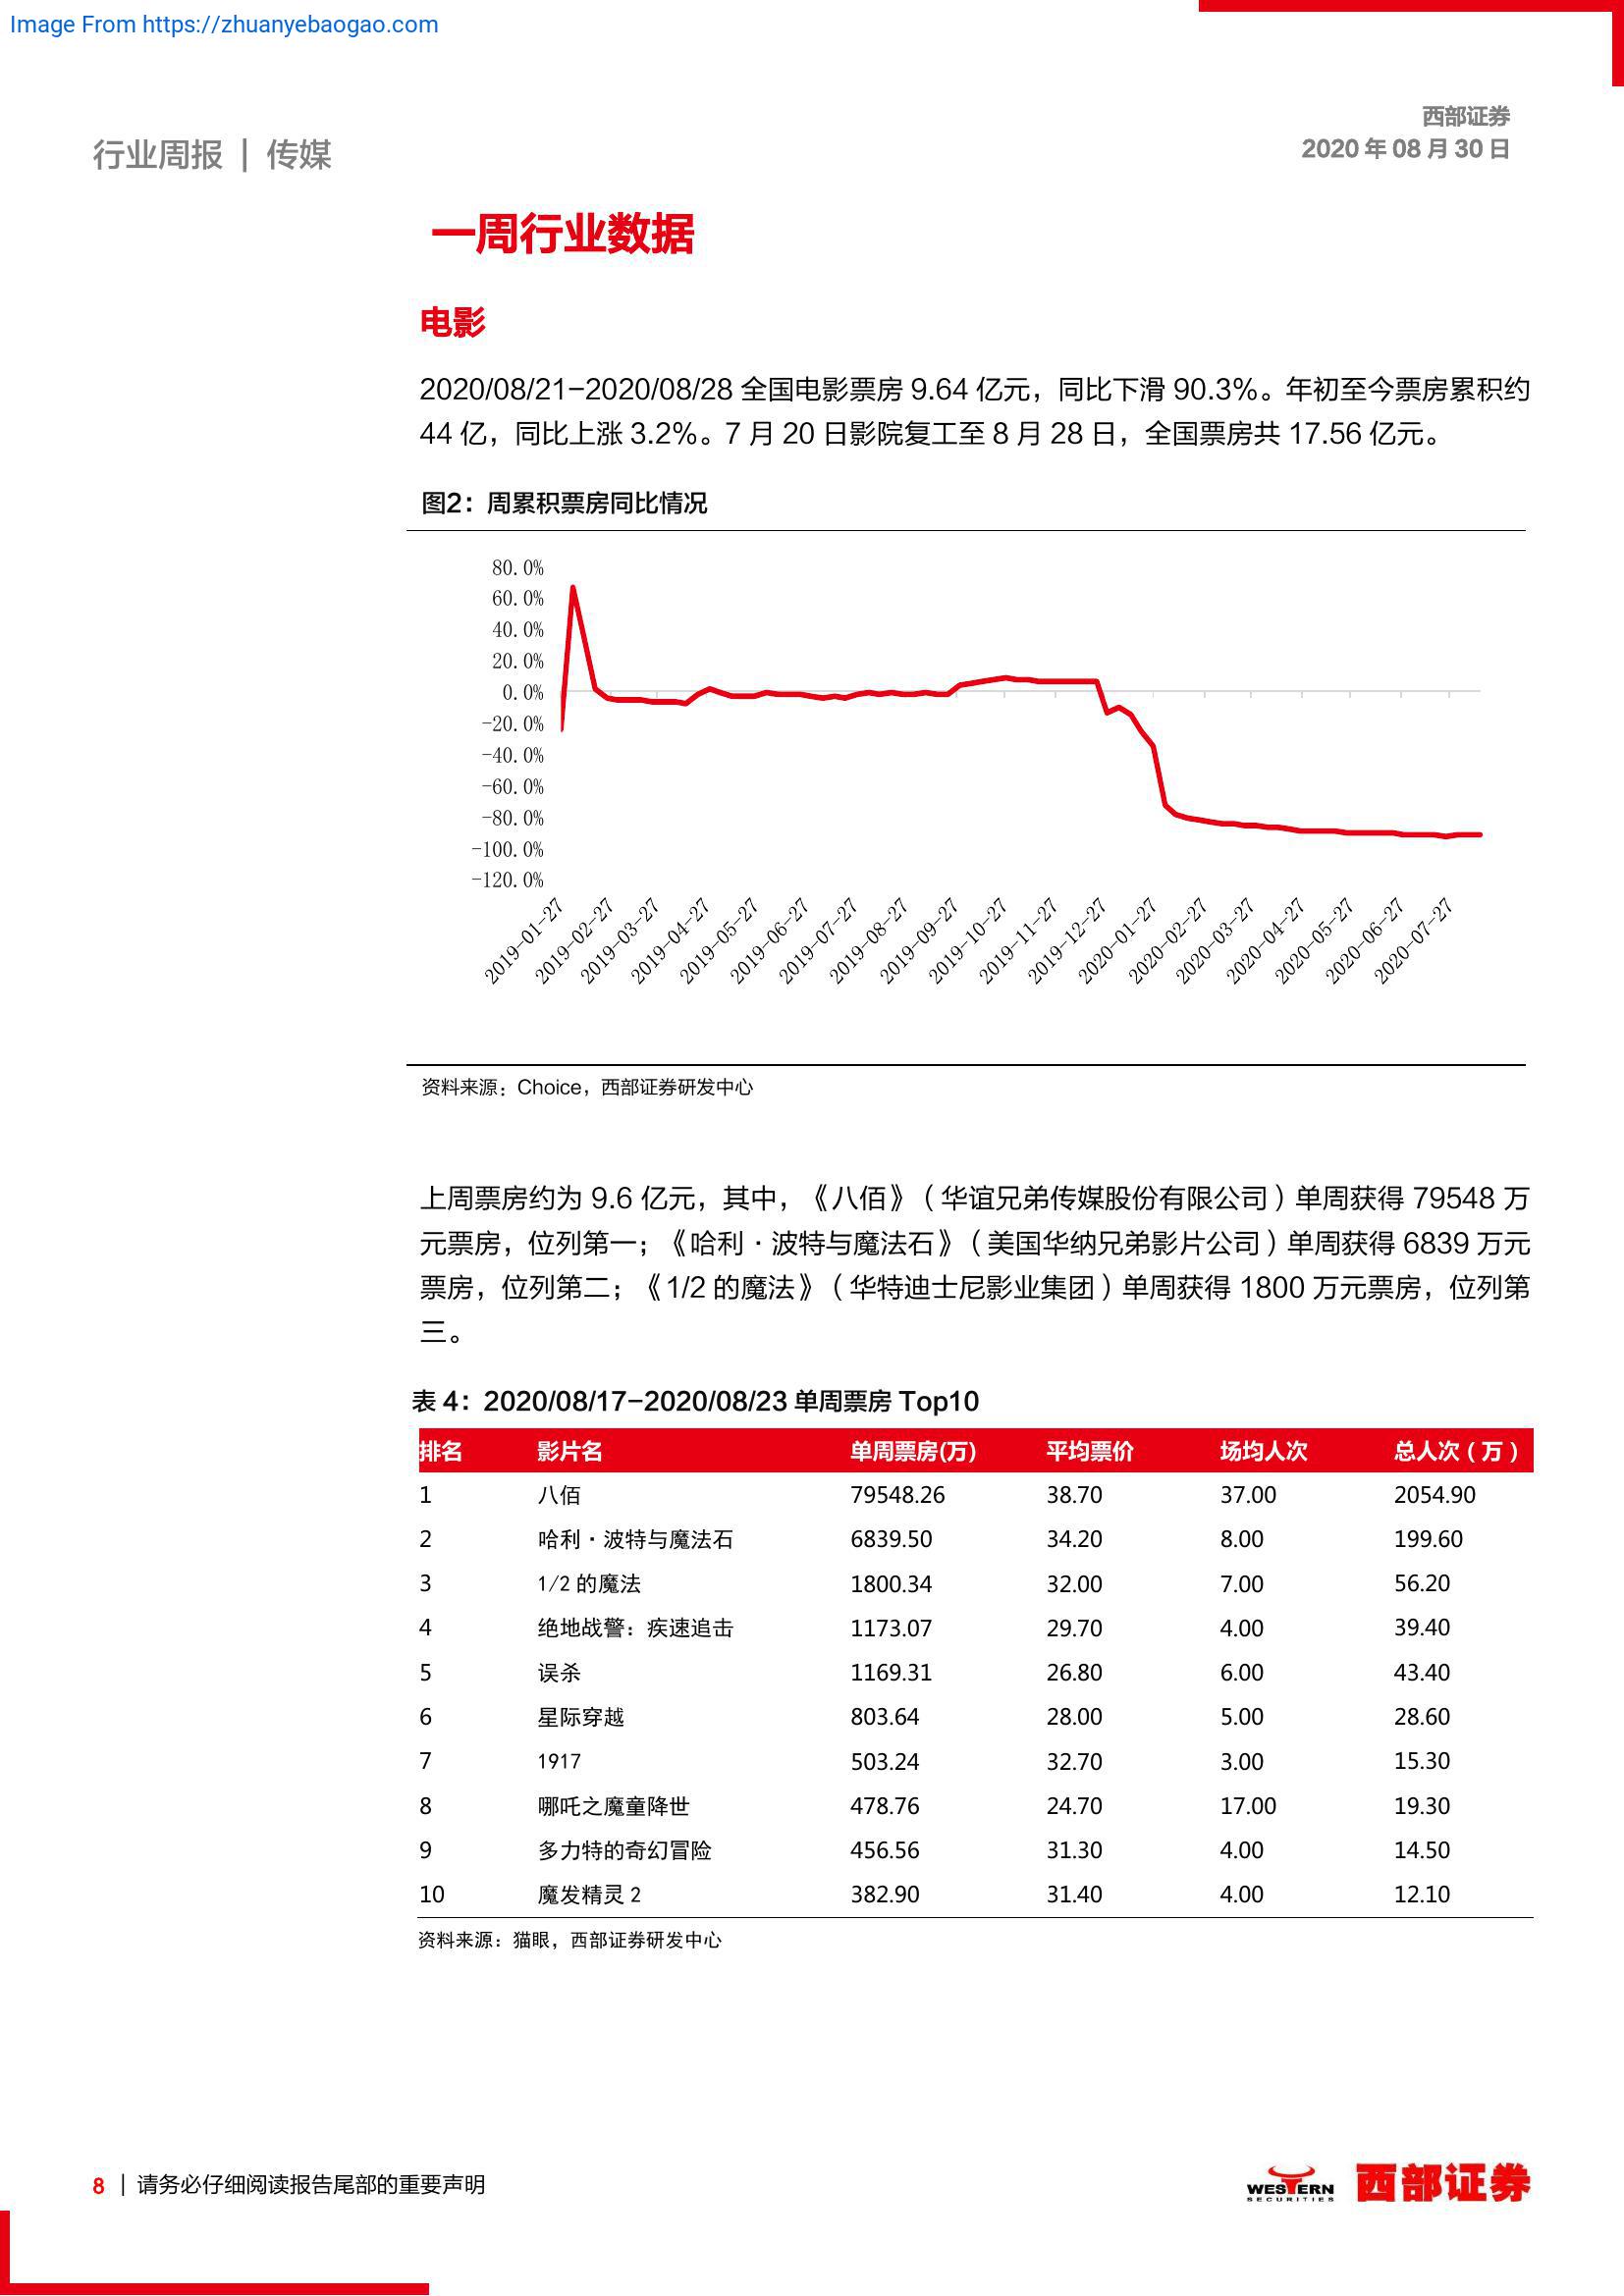 Image From https://zhuanyebaogao.com
西部证券
行业周报 | 传媒
2020 年 08 月 30 日
一周行业数据
电影
2020/08/21-2020/08/28 全国电影票房 9.64 亿元，同比下滑 90.3%。年初至今票房累积约
44 亿，同比上涨 3.2%。7 月 20 日影院复工至 8 月 28 日，全国票房共 17.56 亿元。
图2：周累积票房同比情况
80.0%
60.0%
40.0%
20.0%
0.0%
-20.0%
-40.0%
-60.0%
-80.0%
-100.0%
-120.0%
2019-01-27
2019-02-27
2019-03-27
2019-04-27
2019-05-27
2019-06-27
2019-07-27
2019-08-27
2019-09-27
2019-10-27
2019-11-27
2019-12-27
2020-01-27
2020-02-27
2020-03-27
2020-04-27
2020-05-27
2020-06-27
2020-07-27
资料来源：Choice，西部证券研发中心
上周票房约为 9.6 亿元，其中，《八佰》（华谊兄弟传媒股份有限公司）单周获得 79548 万
元票房，位列第一；《哈利·波特与魔法石》（美国华纳兄弟影片公司）单周获得 6839 万元
票房，位列第二；《1/2 的魔法》（华特迪士尼影业集团）单周获得 1800 万元票房，位列第
三。
表 4：2020/08/17-2020/08/23 单周票房 Top10
排名 影片名 单周票房(万) 平均票价 场均人次 总人次（万）
1 八佰 79548.26 38.70 37.00 2054.90
2 哈利·波特与魔法石 6839.50 34.20 8.00 199.60
3 1/2 的魔法 1800.34 32.00 7.00 56.20
4 绝地战警：疾速追击 1173.07 29.70 4.00 39.40
5 误杀 1169.31 26.80 6.00 43.40
6 星际穿越 803.64 28.00 5.00 28.60
7 1917 503.24 32.70 3.00 15.30
8 哪吒之魔童降世 478.76 24.70 17.00 19.30
9 多力特的奇幻冒险 456.56 31.30 4.00 14.50
10 魔发精灵 2 382.90 31.40 4.00 12.10
资料来源：猫眼，西部证券研发中心
8 | 请务必仔细阅读报告尾部的重要声明
WESTERN
SECURITIES
西部证券